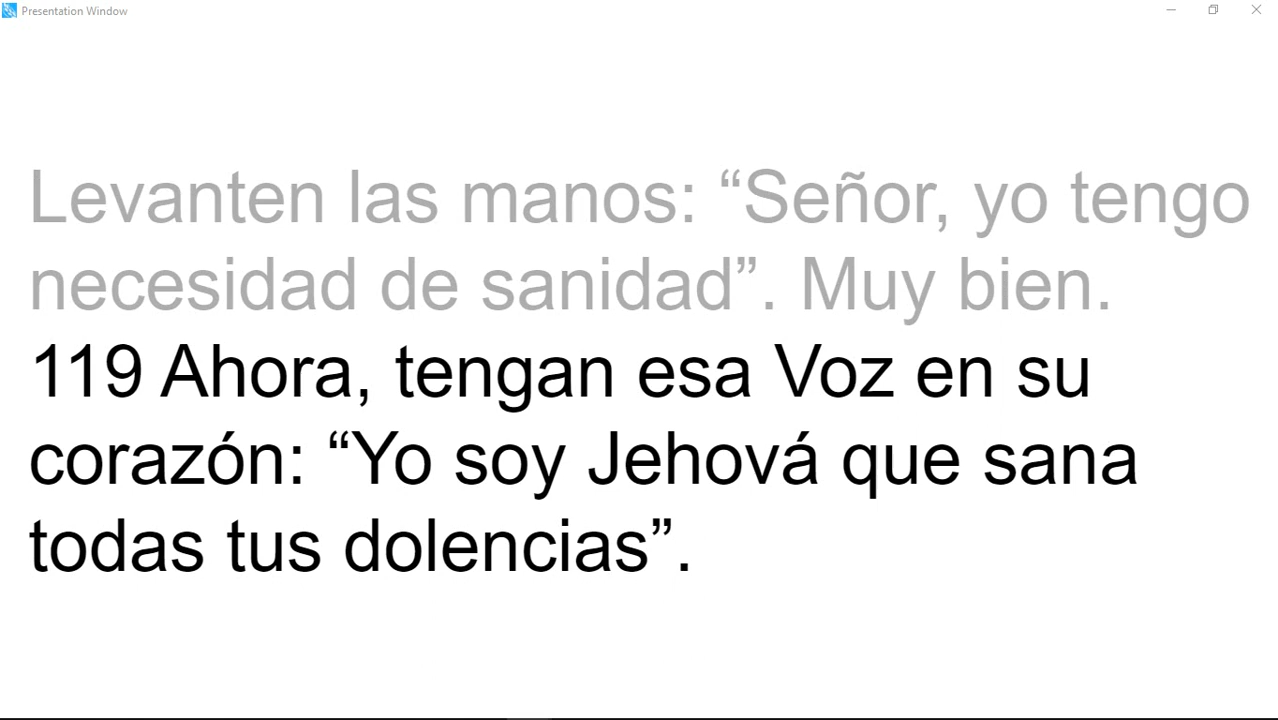 Presentation Window
Levanten las manos: “Señor, yo tengo
necesidad de sanidad”. Muy bien.
119 Ahora, tengan esa Voz en su
corazón: “Yo soy Jehová que sana
todas tus dolencias”.